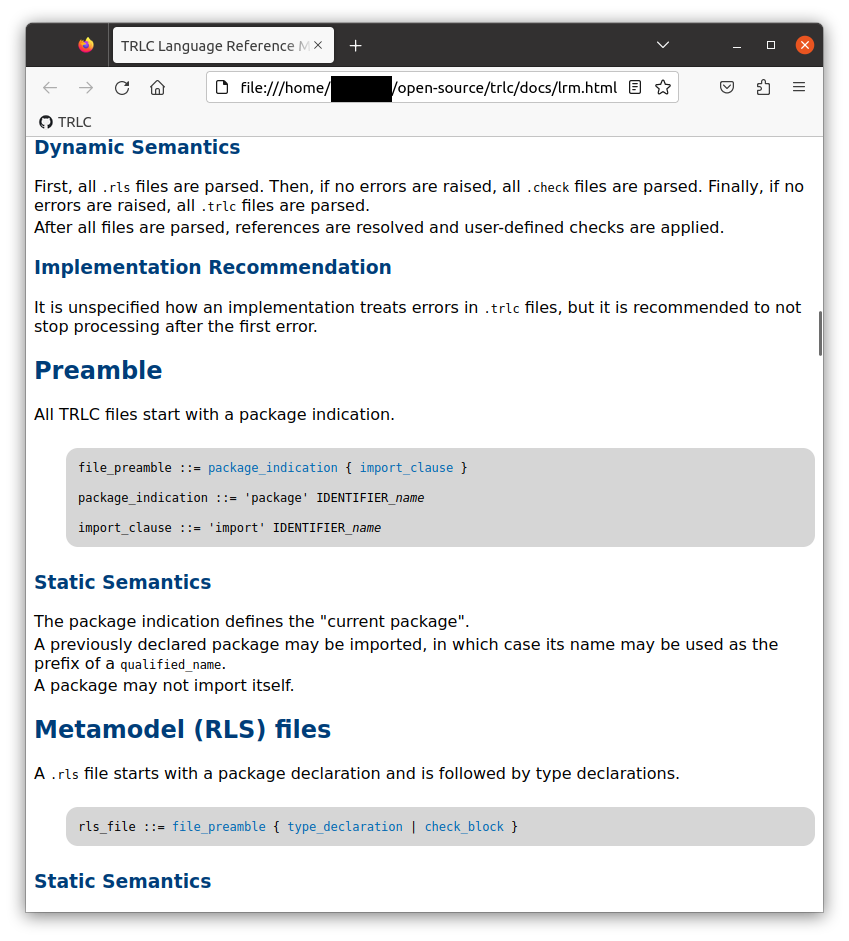 TRLC Language Reference M
file:///home/ /open-source/trlc/docs/lrm.html
TRLC
Dynamic Semantics
First, all .rls files are parsed. Then, if no errors are raised, all .check files are parsed. Finally, if no
errors are raised, all .trlc files are parsed.
After all files are parsed, references are resolved and user-defined checks are applied.
Implementation Recommendation
It is unspecified how an implementation treats errors in .trlc files, but it is recommended to not
stop processing after the first error.
Preamble
All TRLC files start with a package indication.
file_preamble ::= package_indication { import_clause }
package_indication ::= 'package' IDENTIFIER_name
import_clause ::= 'import' IDENTIFIER_name
Static Semantics
The package indication defines the "current package".
A previously declared package may be imported, in which case its name may be used as the
prefix of a qualified_name.
A package may not import itself.
Metamodel (RLS) files
A .rls file starts with a package declaration and is followed by type declarations.
rls_file ::= file_preamble { type_declaration | check_block }
Static Semantics